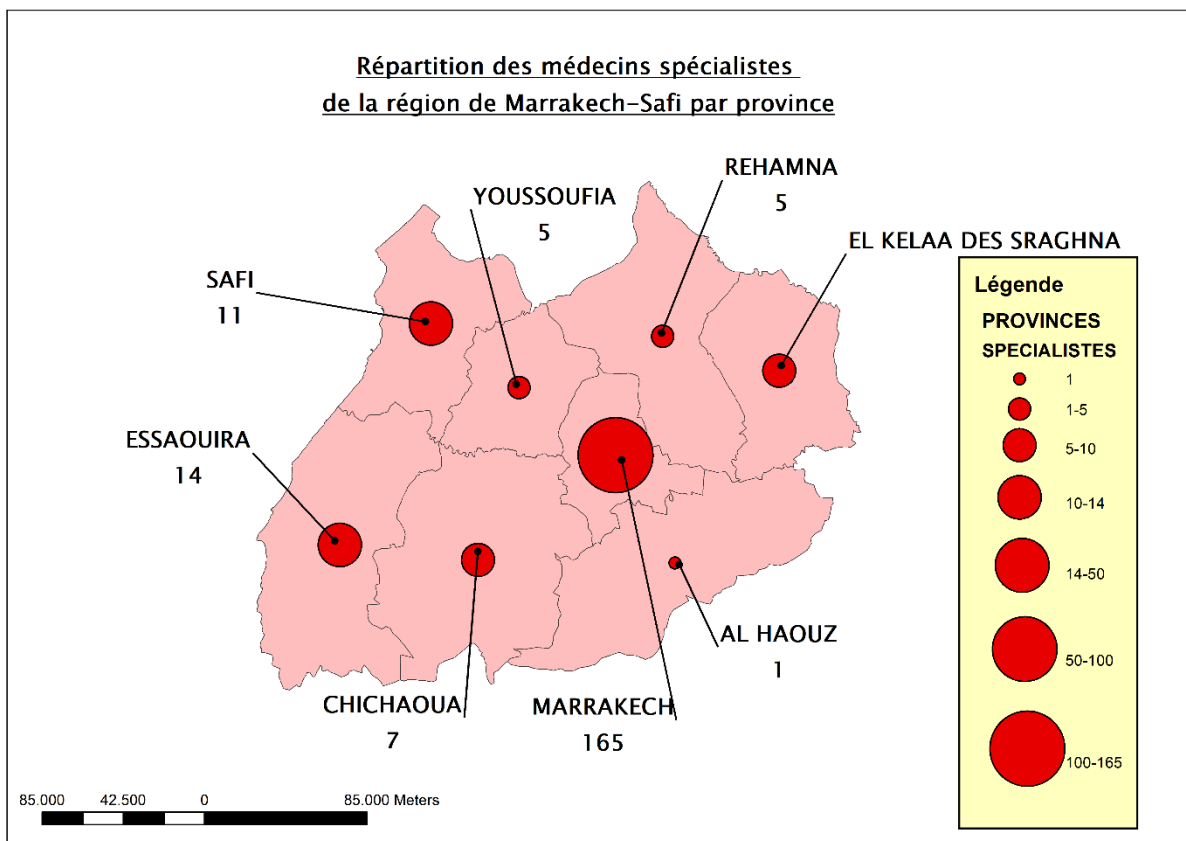 Répartition des médecins spécialistes
de la région de Marrakech-Safi par province
REHAMNA
5
YOUSSOUFIA
5
EL KELAA DES SRAGHNA
SAFI
11
Légende
PROVINCES
SPECIALISTES
1
1-5
5-10
10-14
14-50
50-100
100-165
ESSAOUIRA
14
AL HAOUZ
1
CHICHAOUA
7
MARRAKECH
165
85.000 42.500 0 85.000 Meters